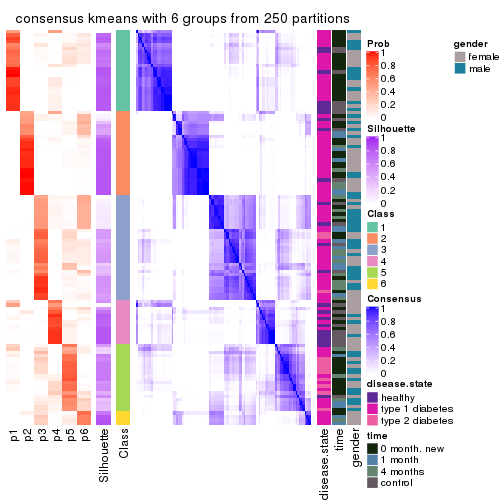 consensus kmeans with 6 groups from 250 partitions
Prob
1
0.8
0.6
0.4
0.2
0
gender
female
male
Silhouette
1
0.8
0.6
0.4
0.2
0
Class
1
2
3
4
5
6
Consensus
1
0.8
0.6
0.4
0.2
0
disease.state
healthy
type 1 diabetes
type 2 diabetes
time
0 month. new
1 month
4 months
control
p1
p2
p3
p4
p5
p6
Silhouette
Class
disease.state
time
gender